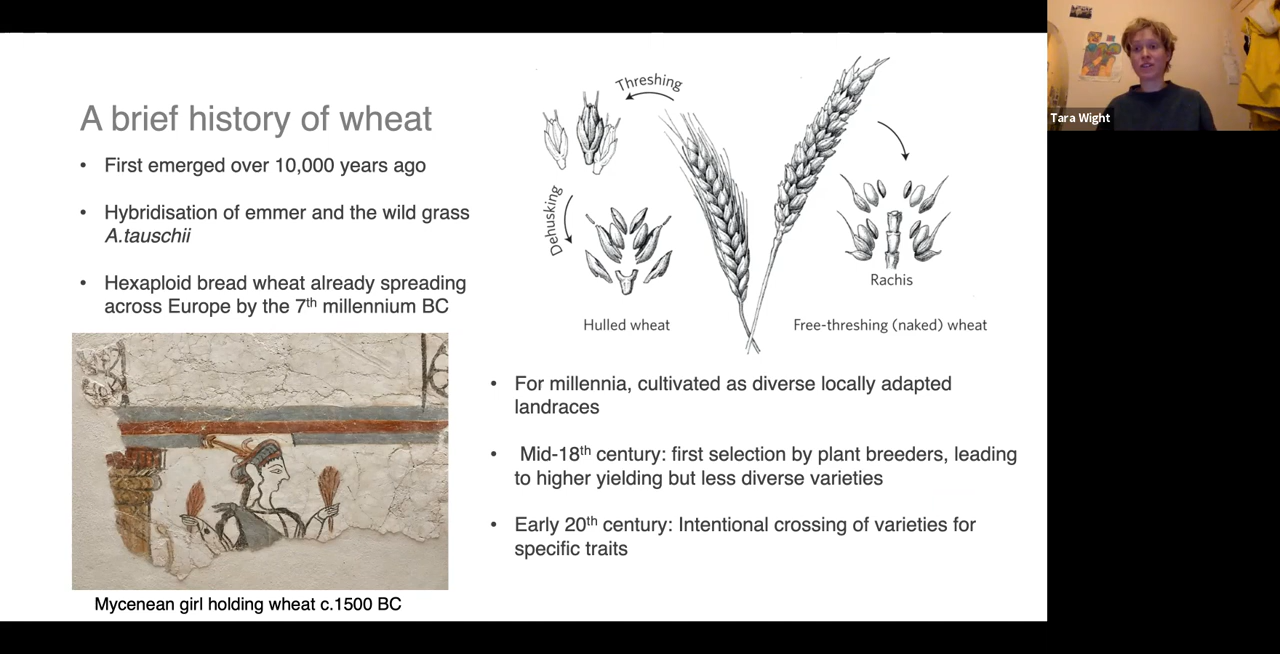 A brief history of wheat
• First emerged over 10,000 years ago
• Hybridisation of emmer and the wild grass
A.tauschii
• Hexaploid bread wheat already spreading
across Europe by the 7th millennium BC
Mycenean girl holding wheat c.1500 BC
Threshing
Dehusking
Hulled wheat
Rachis
Free-threshing (naked) wheat
• For millennia, cultivated as diverse locally adapted
landraces
• Mid-18th century: first selection by plant breeders, leading
to higher yielding but less diverse varieties
• Early 20th century: Intentional crossing of varieties for
specific traits
Tara Wight